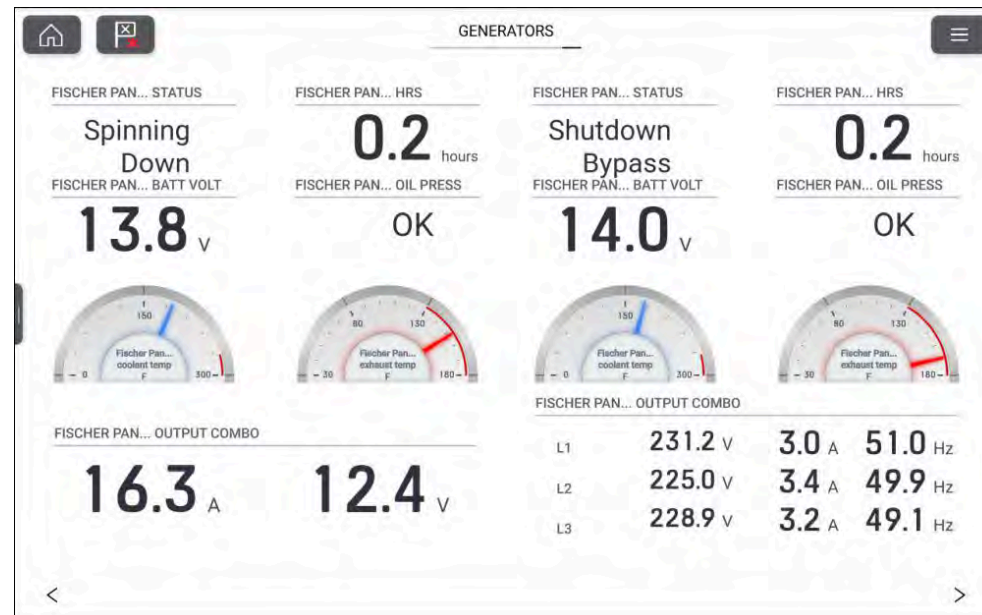 GENERATORS
FISCHER PAN... STATUS
Spinning
Down
FISCHER PAN... HRS
0.2 hours
FISCHER PAN... STATUS
Shutdown
Bypass
FISCHER PAN... HRS
0.2 hours
FISCHER PAN... BATT VOLT
13.8 V
FISCHER PAN... OIL PRESS
OK
FISCHER PAN... BATT VOLT
14.0 V
FISCHER PAN... OIL PRESS
OK
150
0
300
Fischer Pan...
coolent temp
F
80
130
30
180
Fischer Pan...
exhaust temp
F
150
0
300
Fischer Pan...
coolent temp
F
80
130
30
180
Fischer Pan...
exhaust temp
F
FISCHER PAN... OUTPUT COMBO
16.3 A 12.4 V
FISCHER PAN... OUTPUT COMBO
L1 231.2 V 3.0 A 51.0 Hz
L2 225.0 V 3.4 A 49.9 Hz
L3 228.9 V 3.2 A 49.1 Hz